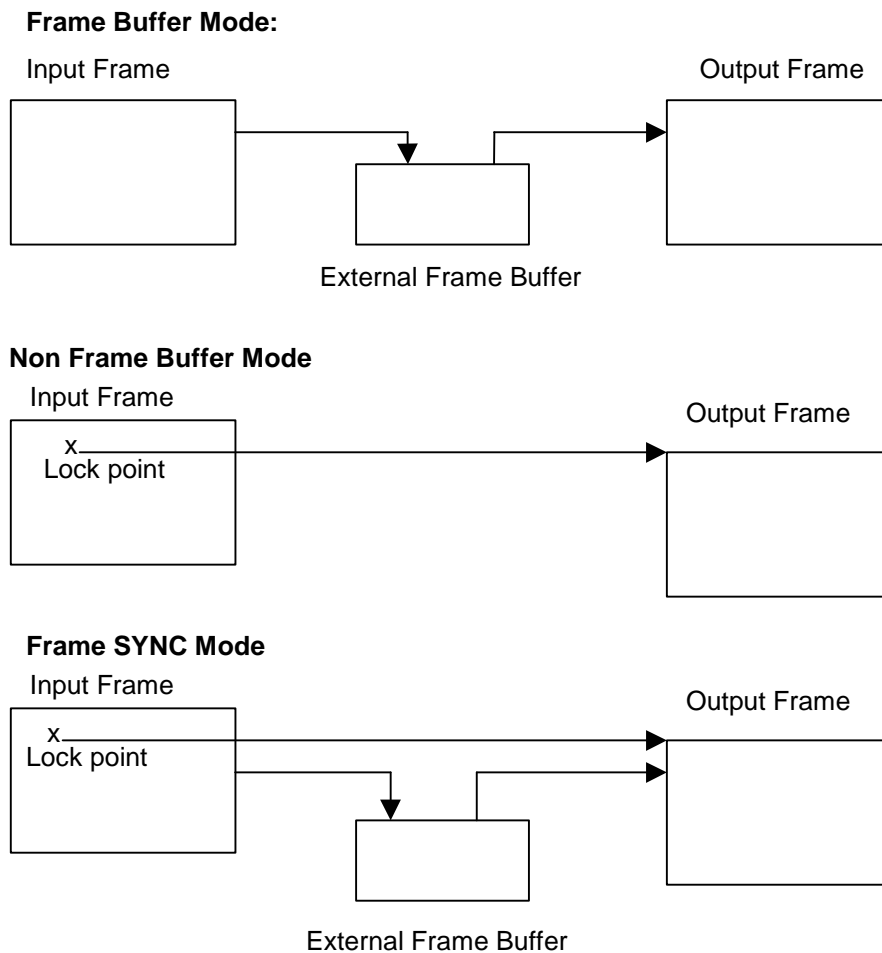 Frame Buffer Mode:
Input Frame
Output Frame
External Frame Buffer
Non Frame Buffer Mode
Input Frame
Output Frame
x
Lock point
Frame SYNC Mode
Input Frame
Output Frame
x
Lock point
External Frame Buffer